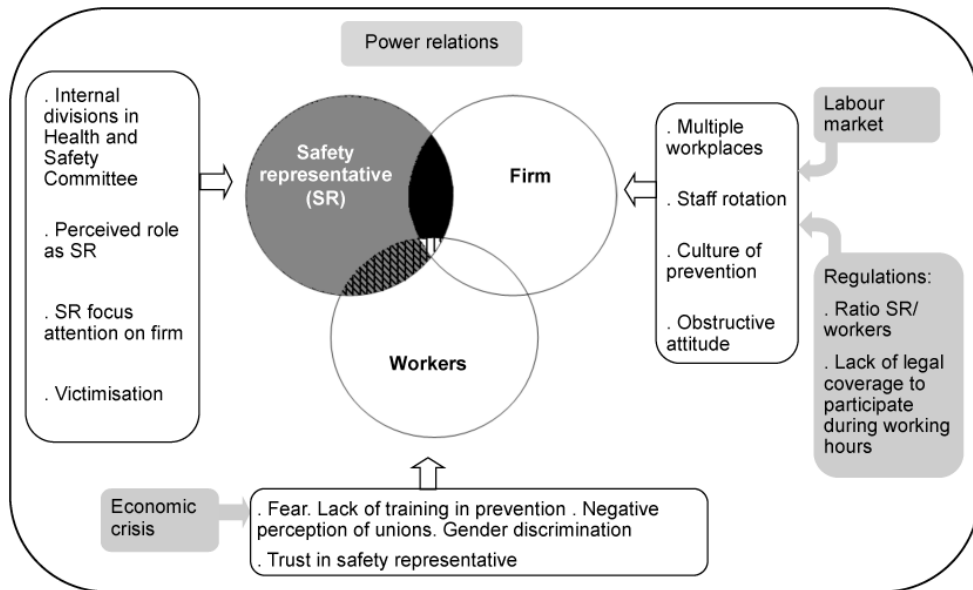 Power relations
. Internal
divisions in
Health and
Safety
Committee
. Perceived role
as SR
. SR focus
attention on firm
. Victimisation
Safety
representative
(SR)
Firm
Workers
. Multiple
workplaces
. Staff rotation
. Culture of
prevention
. Obstructive
attitude
Labour
market
Regulations:
. Ratio SR/
workers
. Lack of legal
coverage to
participate
during working
hours
Economic
crisis
. Fear. Lack of training in prevention . Negative
perception of unions. Gender discrimination
. Trust in safety representative